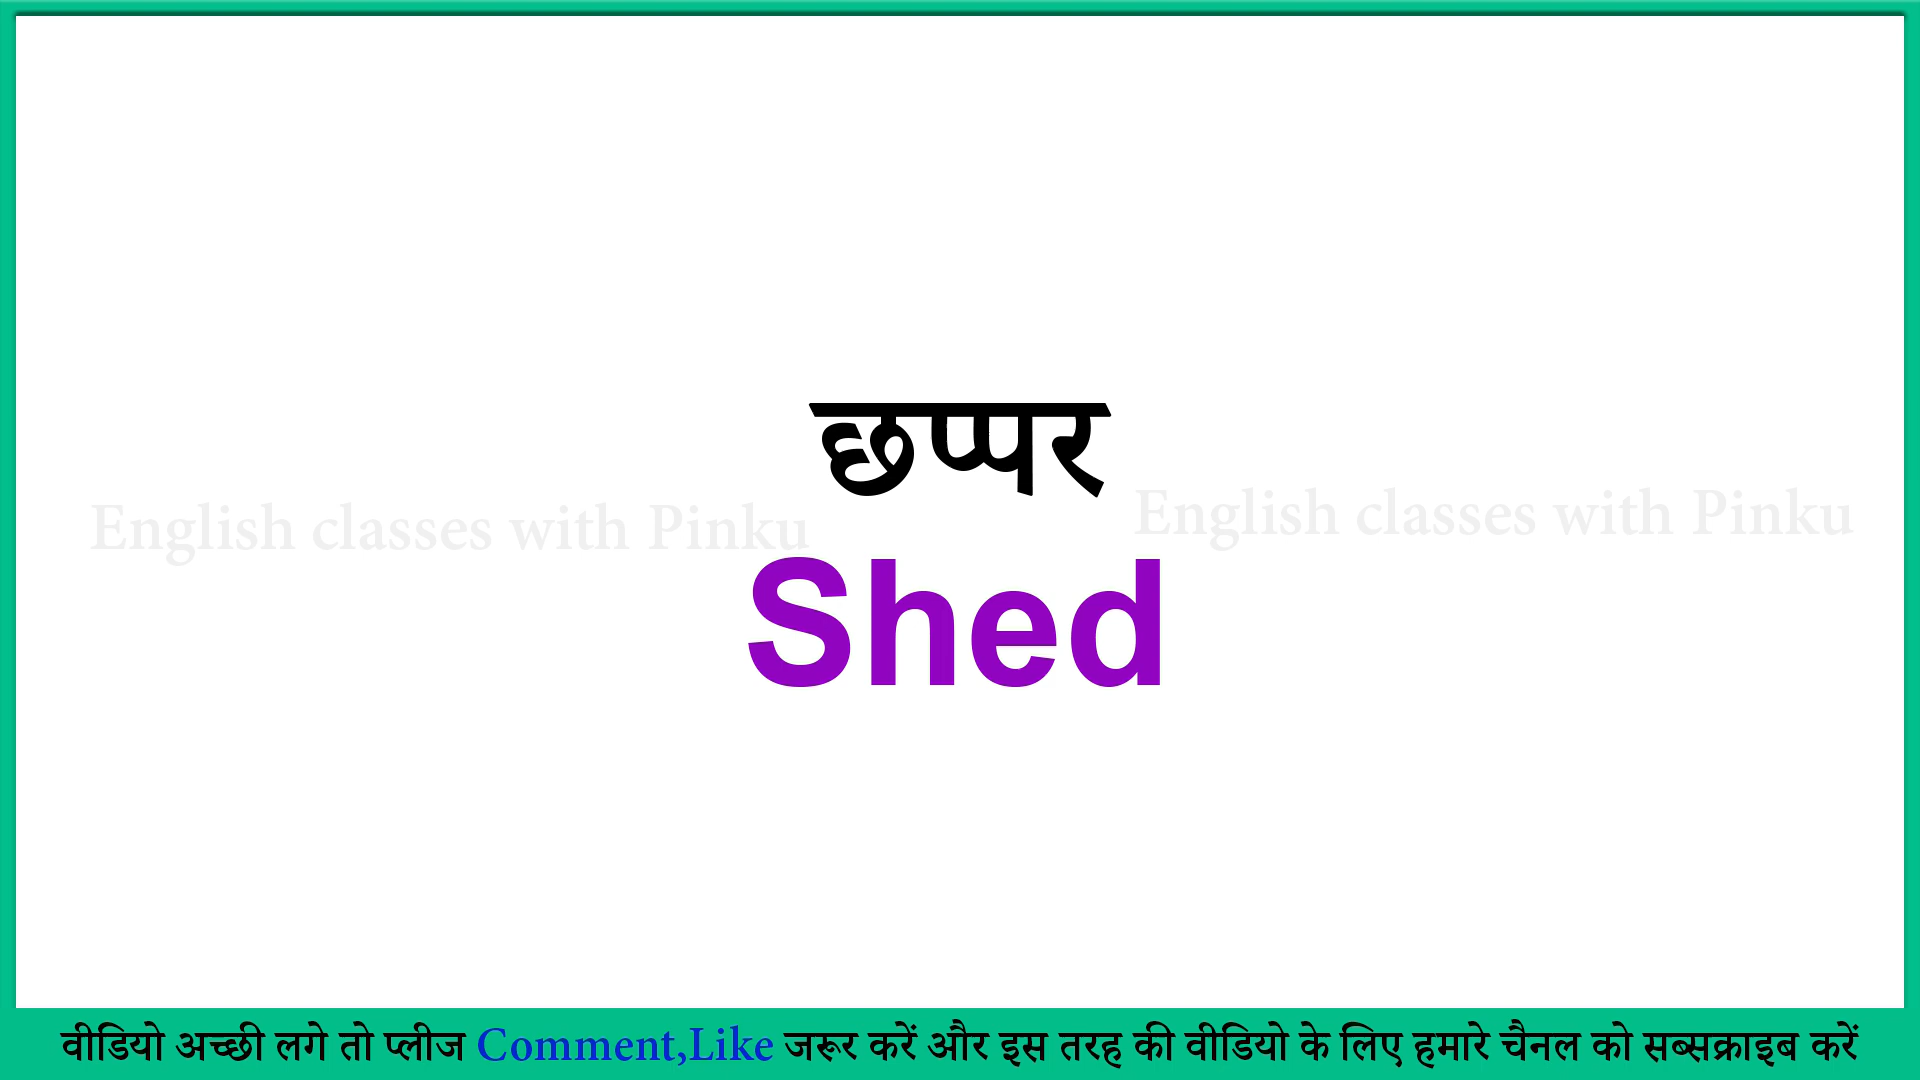 छप्पर
English classes with Pinku
English classes with Pinku
Shed
वीडियो अच्छी लगे तो प्लीज Comment,Like जरूर करें और इस तरह की वीडियो के लिए हमारे चैनल को सब्सक्राइब करें